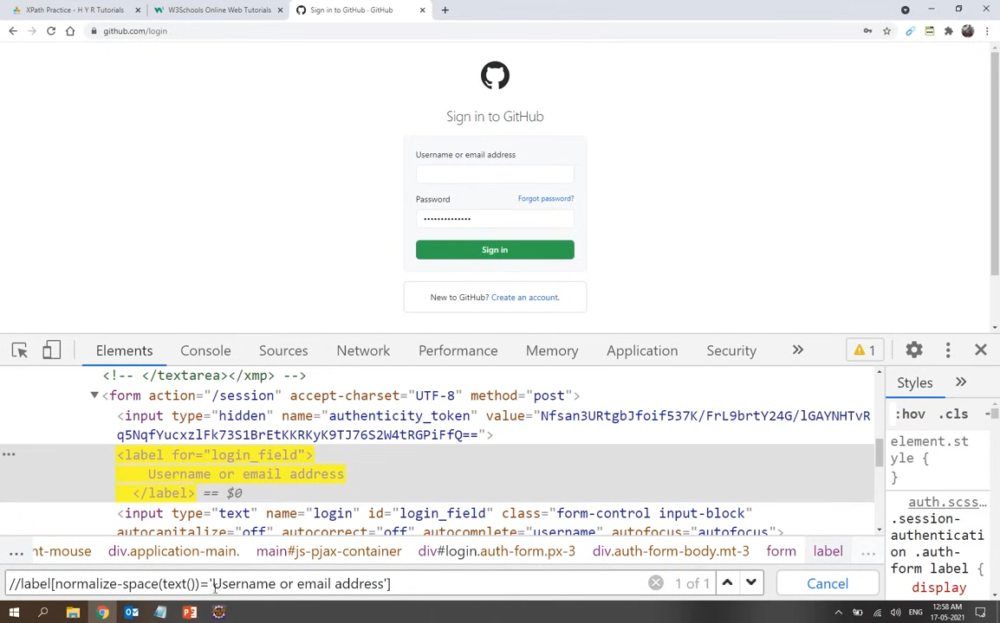 XPath Practice - H Y R Tutorials
W3Schools Online Web Tutorials
Sign in to GitHub · GitHub
github.com/login
Sign in to GitHub
Username or email address
Password Forgot password?
••••••••••••••
Sign in
New to GitHub? Create an account.
Elements Console Sources Network Performance Memory Application Security » 1
<!-- </textarea></xmp> -->
<form action="/session" accept-charset="UTF-8" method="post">
<input type="hidden" name="authenticity_token" value="Nfsan3URtgbJfoif537K/FrL9brtY24G/lGAYNHTvR
q5NqfYucxzlFk73S1BrEtKKRKyK9TJ76S2W4tRGPiFfQ==">
<label for="login_field">
Username or email address
</label> == $0
<input type="text" name="login" id="login_field" class="form-control input-block"
autocapitalize="off" autocorrect="off" autocomplete="username" autofocus="autofocus">
... nt-mouse div.application-main. main#js-pjax-container div#login.auth-form.px-3 div.auth-form-body.mt-3 form label ...
//label[normalize-space(text())='Username or email address']
1 of 1
Cancel
Styles »
:hov .cls
element.st
yle {
}
auth.scss…
.session-
authenticati
on .auth-
form label {
display
ENG
12:58 AM
17-05-2021